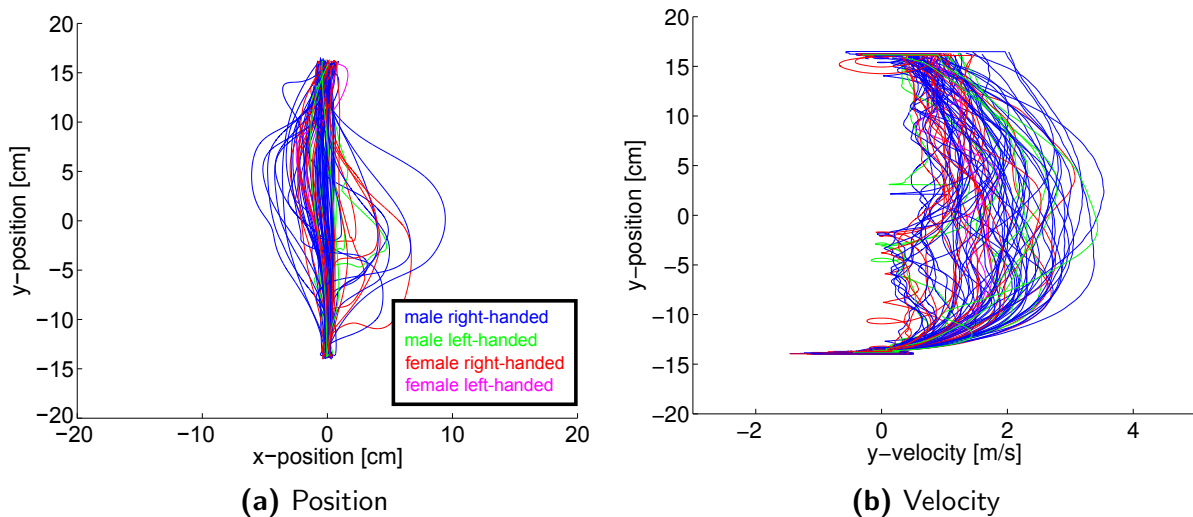 20
15
10
5
0
−5
−10
−15
−20
y−position [cm]
−20
−10
0
10
20
x−position [cm]
male right-handed
male left-handed
female right-handed
female left-handed
(a) Position
20
15
10
5
0
−5
−10
−15
−20
y−position [cm]
−2
0
2
4
y−velocity [m/s]
(b) Velocity